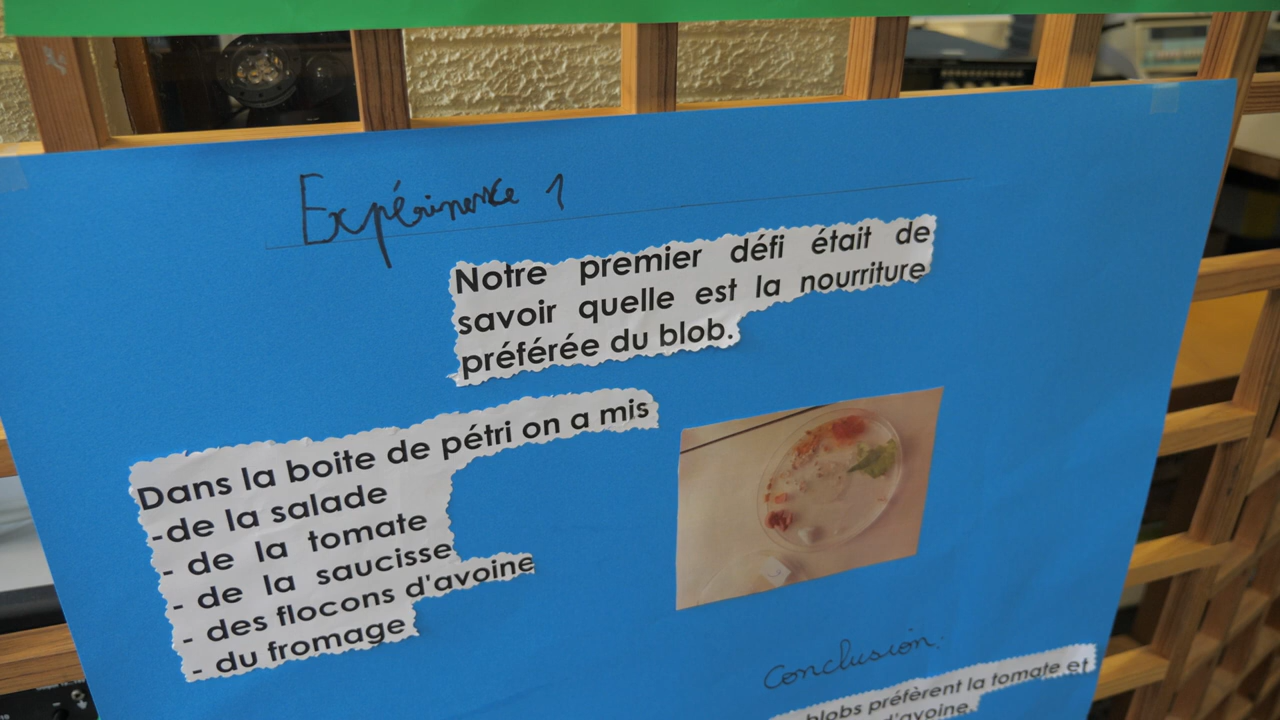 Expérience 1
Notre premier défi était de
savoir quelle est la nourriture
préférée du blob.
Dans la boite de pétri on a mis
-de la salade
- de la tomate
- de la saucisse
- des flocons d'avoine
- du fromage
Conclusion:
blobs préfèrent la tomate et
d'avoine.